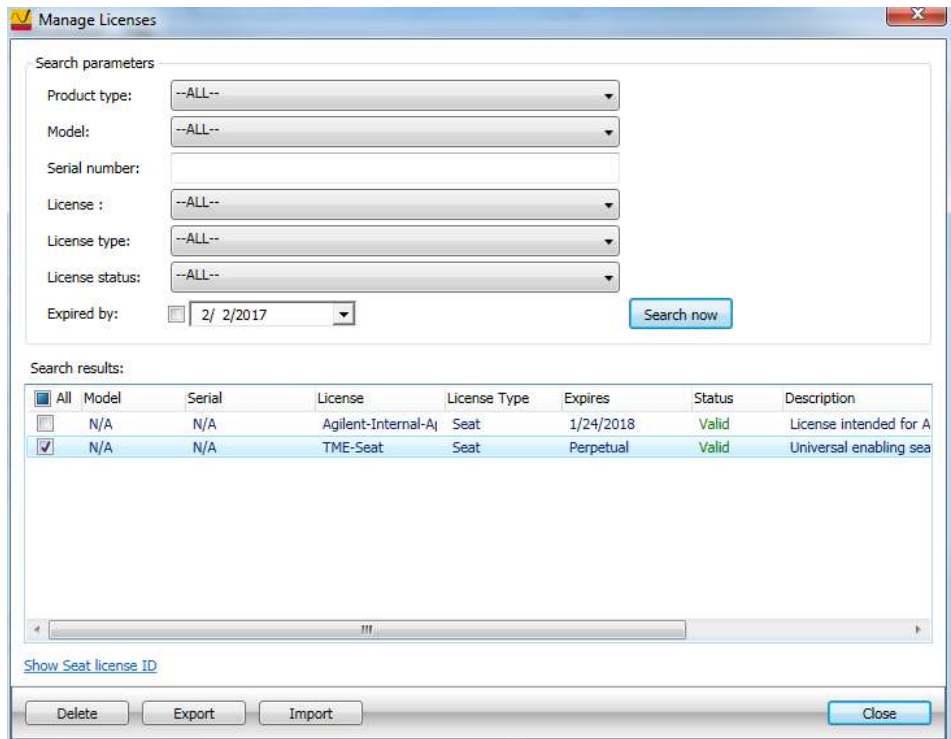 Manage Licenses
Search parameters
Product type: --ALL--
Model: --ALL--
Serial number:
License : --ALL--
License type: --ALL--
License status: --ALL--
Expired by: 2/ 2/2017 Search now
Search results:
All Model Serial License License Type Expires Status Description
N/A N/A Agilent-Internal-Ap Seat 1/24/2018 Valid License intended for A
N/A N/A TME-Seat Seat Perpetual Valid Universal enabling sea
Show Seat license ID
Delete Export Import Close